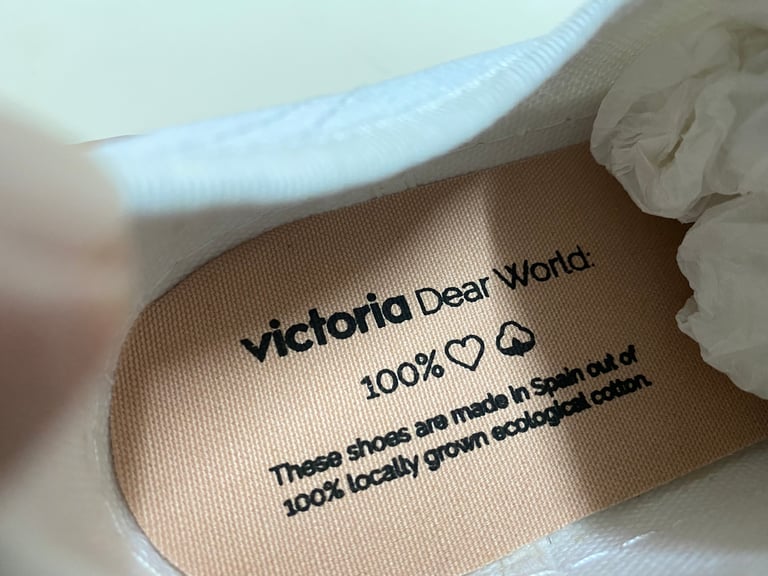 victoria Dear World:
100%
These shoes are made in Spain out of
100% locally grown ecological cotton.